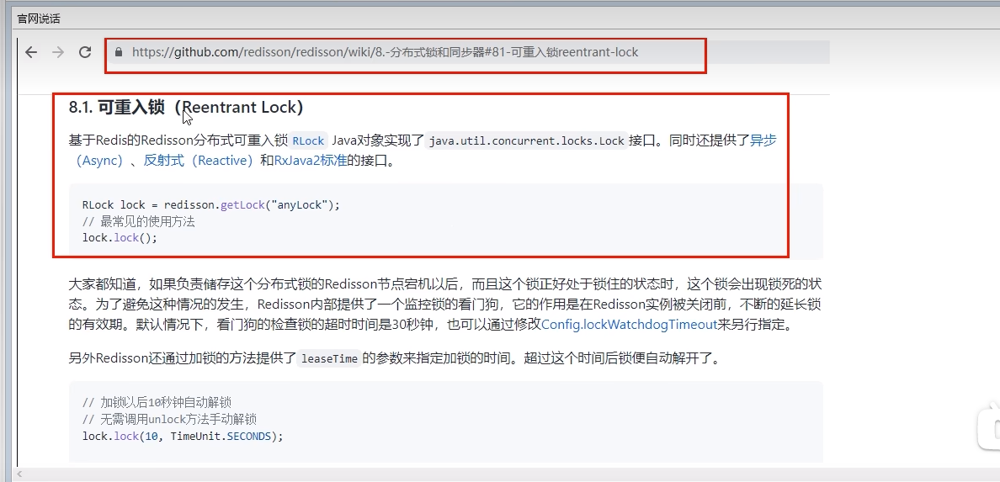 官网说话
https://github.com/redisson/redisson/wiki/8.-分布式锁和同步器#81-可重入锁reentrant-lock
8.1. 可重入锁（Reentrant Lock）
基于Redis的Redisson分布式可重入锁 RLock Java对象实现了 java.util.concurrent.locks.Lock 接口。同时还提供了异步
（Async）、反射式（Reactive）和RxJava2标准的接口。
RLock lock = redisson.getLock("anyLock");
// 最常见的使用方法
lock.lock();
大家都知道，如果负责储存这个分布式锁的Redisson节点宕机以后，而且这个锁正好处于锁住的状态时，这个锁会出现锁死的状
态。为了避免这种情况的发生，Redisson内部提供了一个监控锁的看门狗，它的作用是在Redisson实例被关闭前，不断的延长锁
的有效期。默认情况下，看门狗的检查锁的超时时间是30秒钟，也可以通过修改Config.lockWatchdogTimeout来另行指定。
另外Redisson还通过加锁的方法提供了 leaseTime 的参数来指定加锁的时间。超过这个时间后锁便自动解开了。
// 加锁以后10秒钟自动解锁
// 无需调用unlock方法手动解锁
lock.lock(10, TimeUnit.SECONDS);